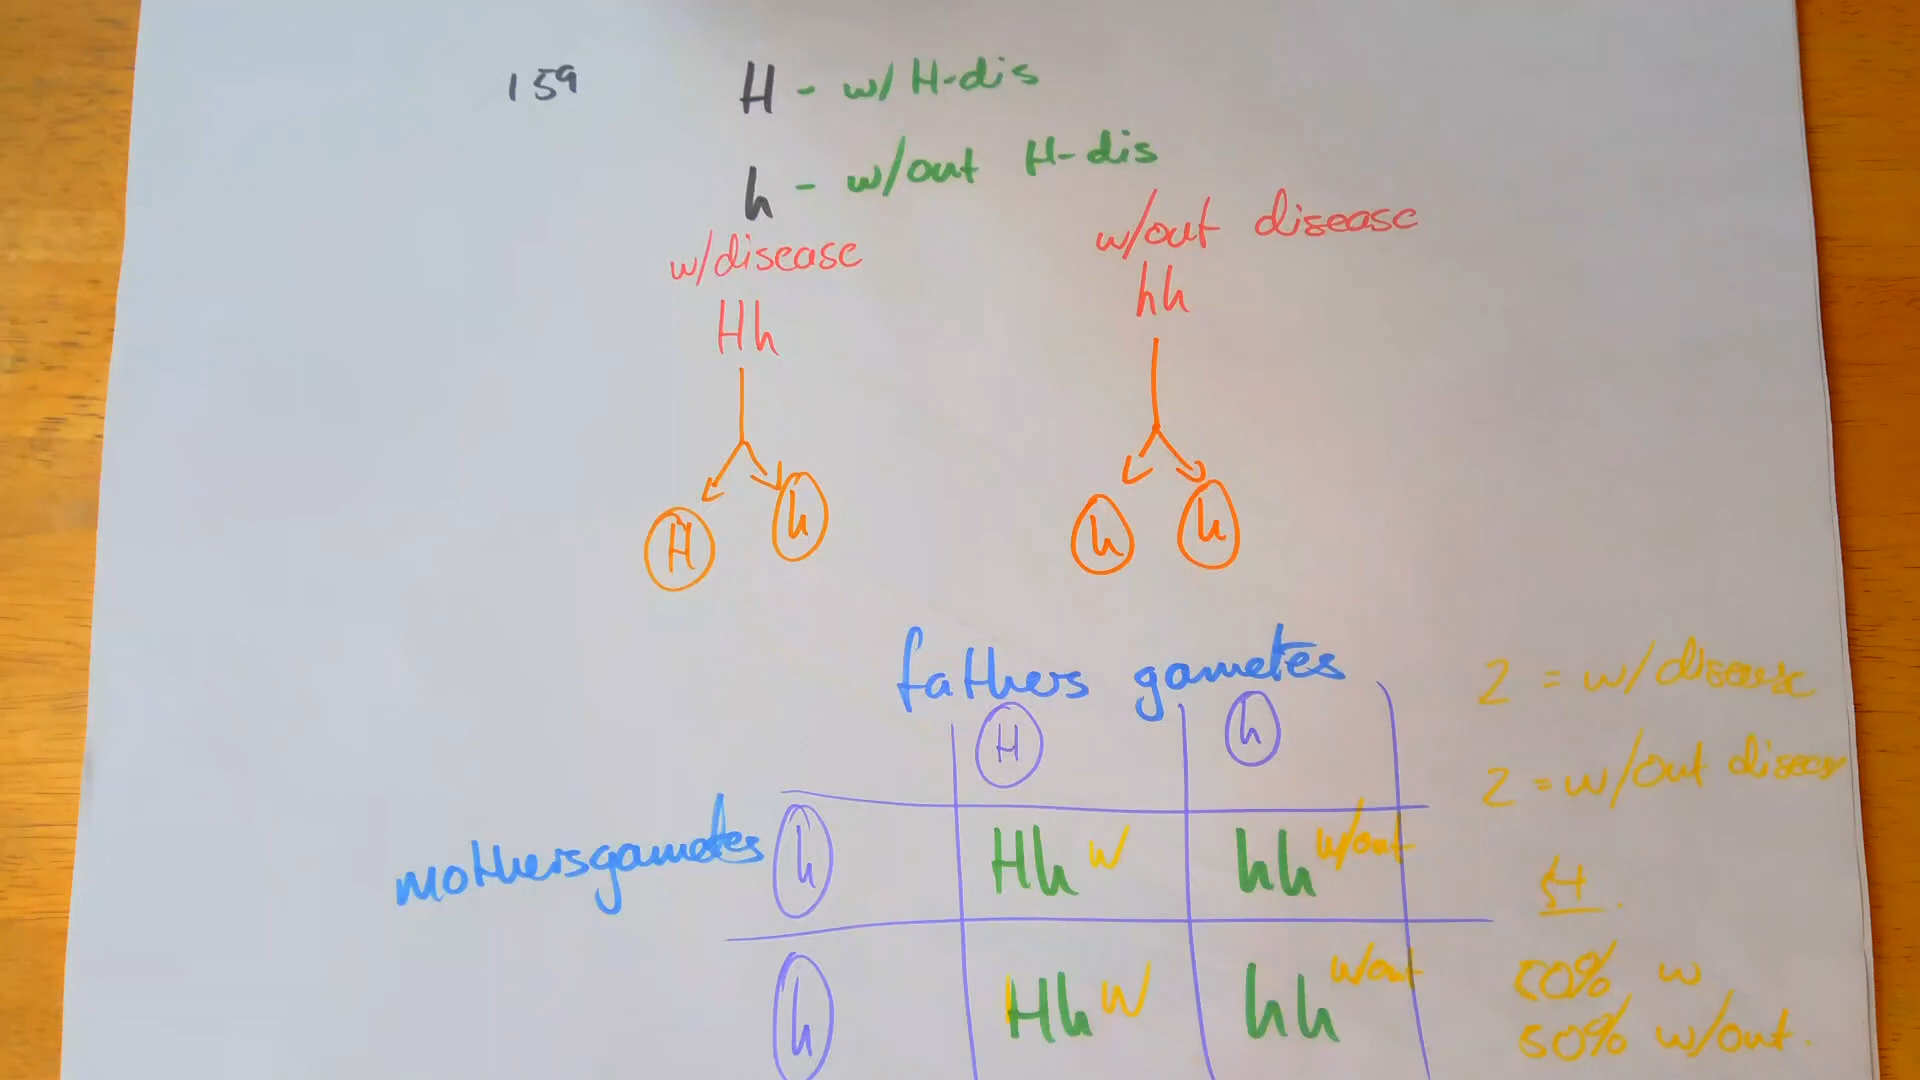 159
H - w/ H-dis
h - w/out H-dis
w/disease
Hh
H h
w/out disease
hh
h h
fathers gametes
H h
mothers gametes
h Hh W hh w/out
h Hh W hh w/out
2 = w/ disease
2 = w/out disease
50% w
50% w/out.